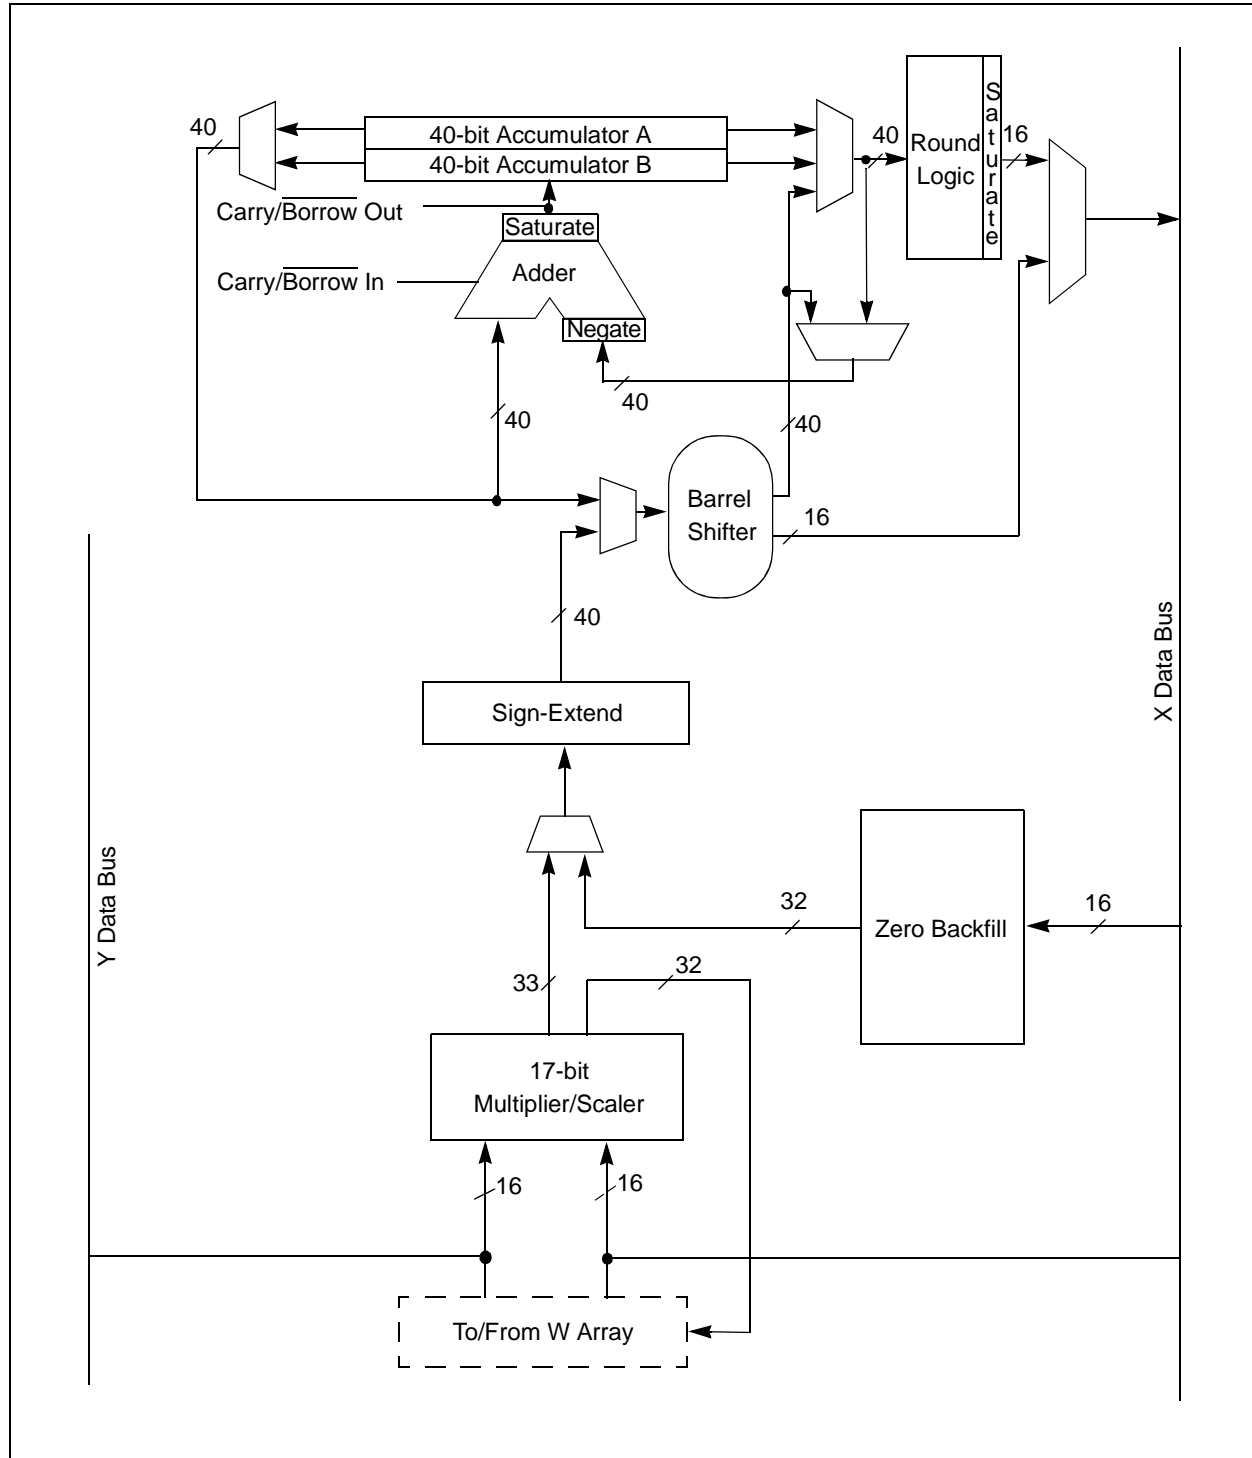 40
40-bit Accumulator A
40-bit Accumulator B
Carry/Borrow Out
Saturate
Carry/Borrow In
Adder
Negate
40
Round
Logic
Saturate
16
40
40
40
Barrel
Shifter
16
40
Sign-Extend
X Data Bus
Y Data Bus
32
Zero Backfill
16
33
32
17-bit
Multiplier/Scaler
16
16
To/From W Array